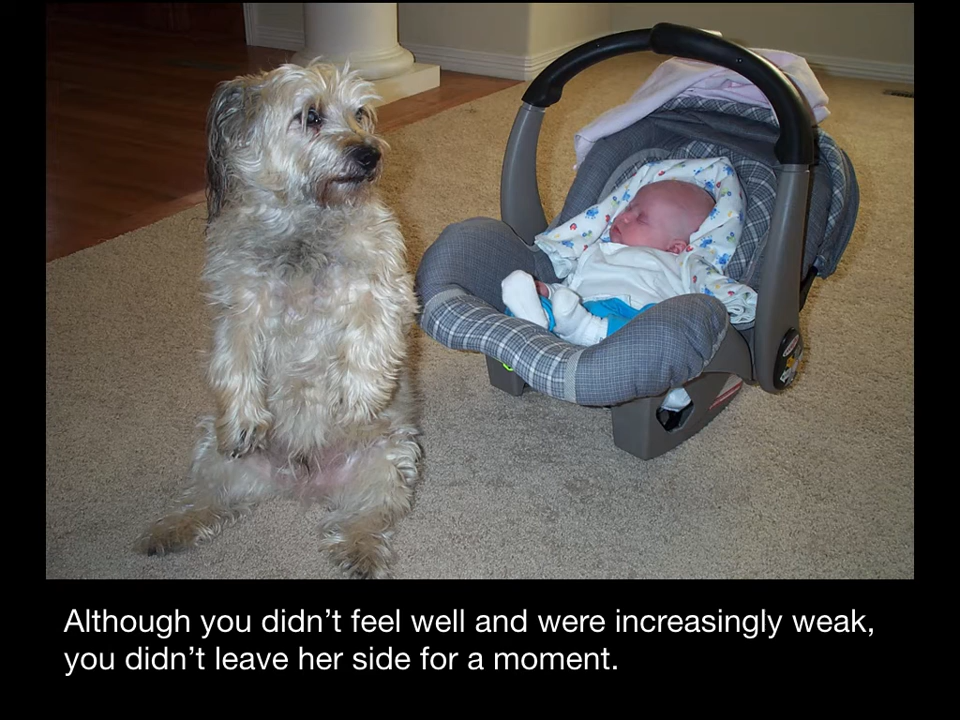 Although you didn’t feel well and were increasingly weak,
you didn’t leave her side for a moment.